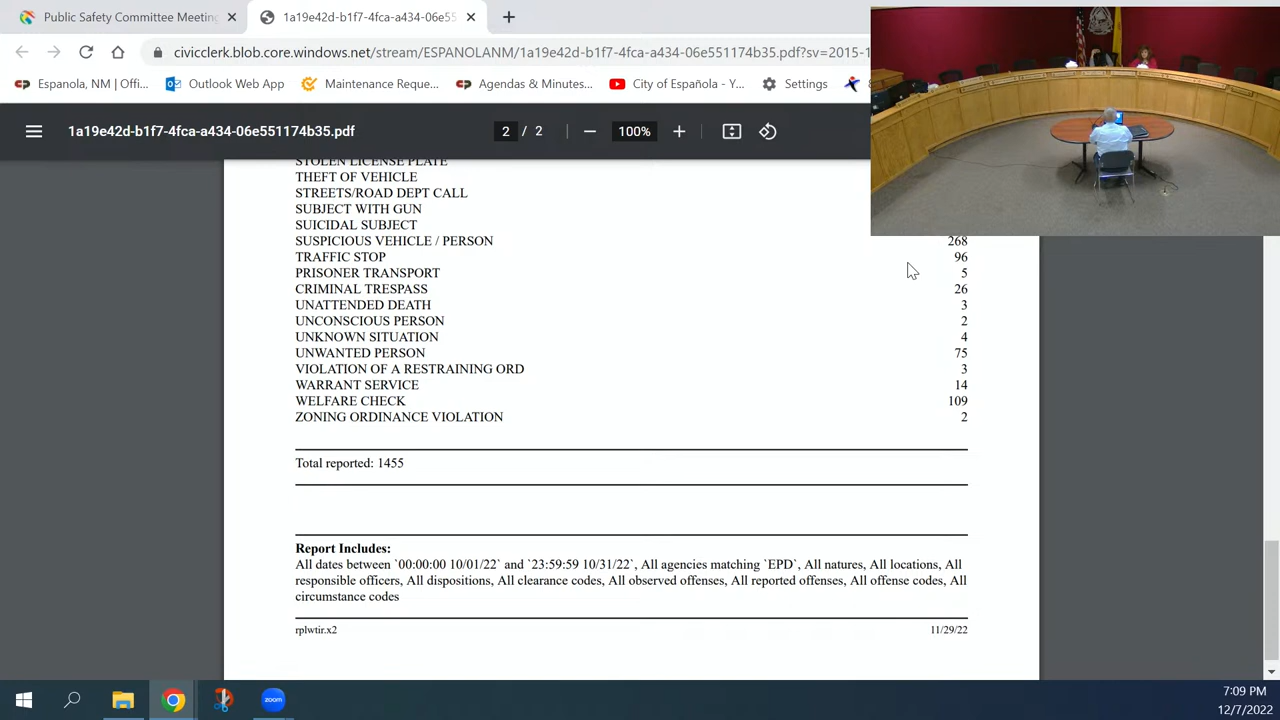 Public Safety Committee Meeting
1a19e42d-b1f7-4fca-a434-06e55
civicclerk.blob.core.windows.net/stream/ESPANOLANM/1a19e42d-b1f7-4fca-a434-06e551174b35.pdf?sv=2015-1
Espanola, NM | Offi...
Outlook Web App
Maintenance Reque...
Agendas & Minutes...
City of Española - Y...
Settings
1a19e42d-b1f7-4fca-a434-06e551174b35.pdf
2 / 2
100%
STOLEN LICENSE PLATE
THEFT OF VEHICLE
STREETS/ROAD DEPT CALL
SUBJECT WITH GUN
SUICIDAL SUBJECT
SUSPICIOUS VEHICLE / PERSON 268
TRAFFIC STOP 96
PRISONER TRANSPORT 5
CRIMINAL TRESPASS 26
UNATTENDED DEATH 3
UNCONSCIOUS PERSON 2
UNKNOWN SITUATION 4
UNWANTED PERSON 75
VIOLATION OF A RESTRAINING ORD 3
WARRANT SERVICE 14
WELFARE CHECK 109
ZONING ORDINANCE VIOLATION 2
Total reported: 1455
Report Includes:
All dates between `00:00:00 10/01/22` and `23:59:59 10/31/22`, All agencies matching `EPD`, All natures, All locations, All
responsible officers, All dispositions, All clearance codes, All observed offenses, All reported offenses, All offense codes, All
circumstance codes
rplwtir.x2 11/29/22
zoom
7:09 PM
12/7/2022